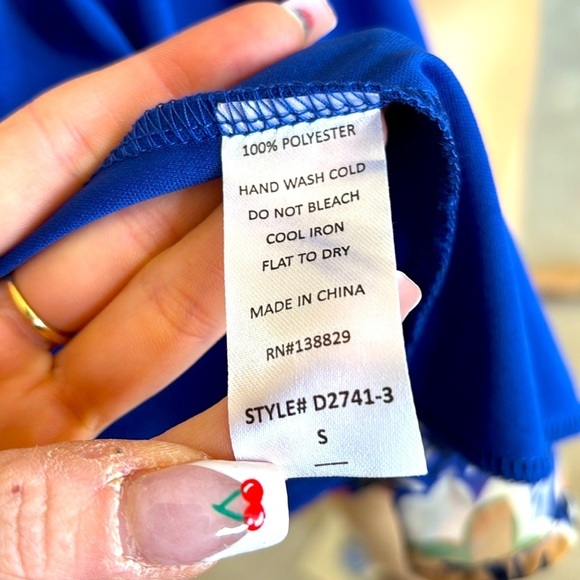 100% POLYESTER
HAND WASH COLD
DO NOT BLEACH
COOL IRON
FLAT TO DRY
MADE IN CHINA
RN#138829
STYLE# D2741-3
S